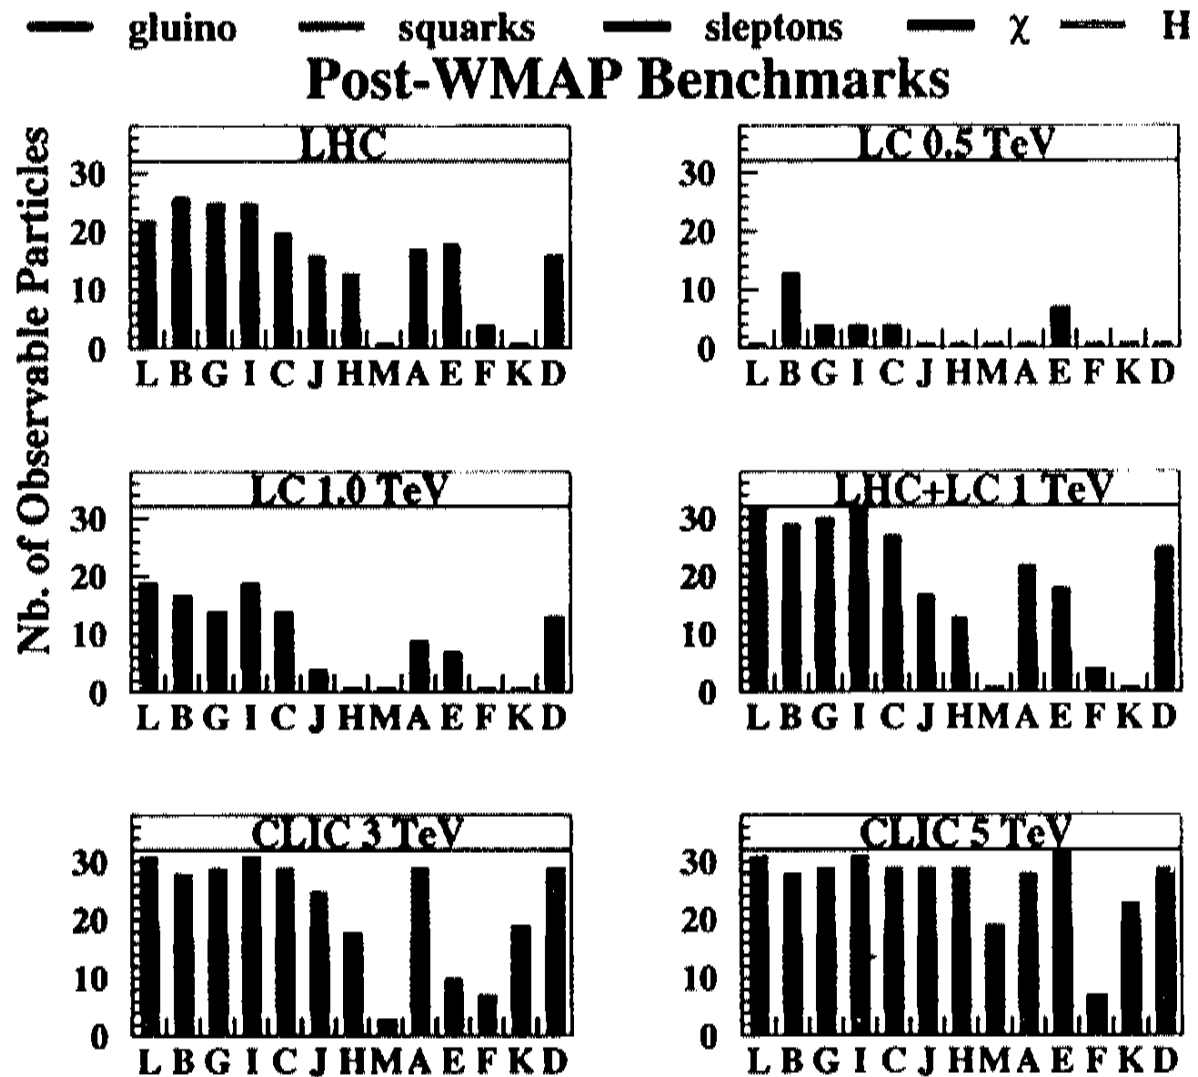 gluino squarks sleptons χ H
Post-WMAP Benchmarks
Nb. of Observable Particles
LHC
30
20
10
0
L B G I C J H M A E F K D
LC 0.5 TeV
30
20
10
0
L B G I C J H M A E F K D
LC 1.0 TeV
30
20
10
0
L B G I C J H M A E F K D
LHC+LC 1 TeV
30
20
10
0
L B G I C J H M A E F K D
CLIC 3 TeV
30
20
10
0
L B G I C J H M A E F K D
CLIC 5 TeV
30
20
10
0
L B G I C J H M A E F K D